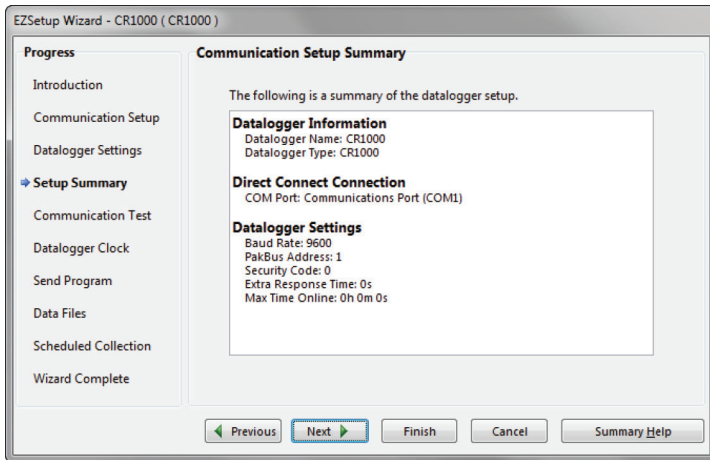 EZSetup Wizard - CR1000 ( CR1000 )
Progress
Introduction
Communication Setup
Datalogger Settings
Setup Summary
Communication Test
Datalogger Clock
Send Program
Data Files
Scheduled Collection
Wizard Complete
Communication Setup Summary
The following is a summary of the datalogger setup.
Datalogger Information
Datalogger Name: CR1000
Datalogger Type: CR1000
Direct Connect Connection
COM Port: Communications Port (COM1)
Datalogger Settings
Baud Rate: 9600
PakBus Address: 1
Security Code: 0
Extra Response Time: 0s
Max Time Online: 0h 0m 0s
Previous
Next
Finish
Cancel
Summary Help